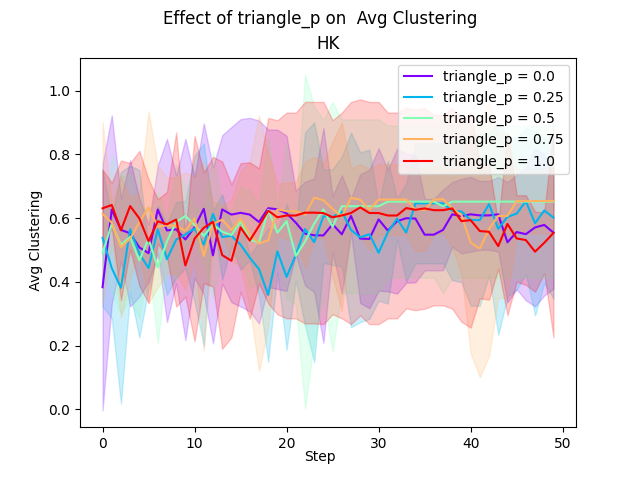 Effect of triangle_p on  Avg Clustering
HK
1.0
0.8
0.6
0.4
0.2
0.0
Avg Clustering
triangle_p = 0.0
triangle_p = 0.25
triangle_p = 0.5
triangle_p = 0.75
triangle_p = 1.0
0
10
20
30
40
50
Step